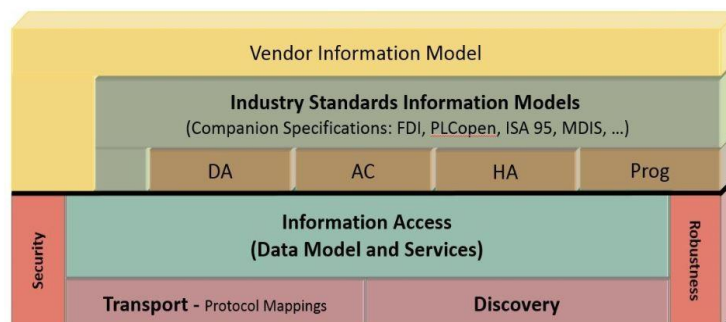 Vendor Information Model
Industry Standards Information Models
(Companion Specifications: FDI, PLCopen, ISA 95, MDIS, ...)
DA AC HA Prog
Security
Information Access
(Data Model and Services)
Robustness
Transport - Protocol Mappings
Discovery